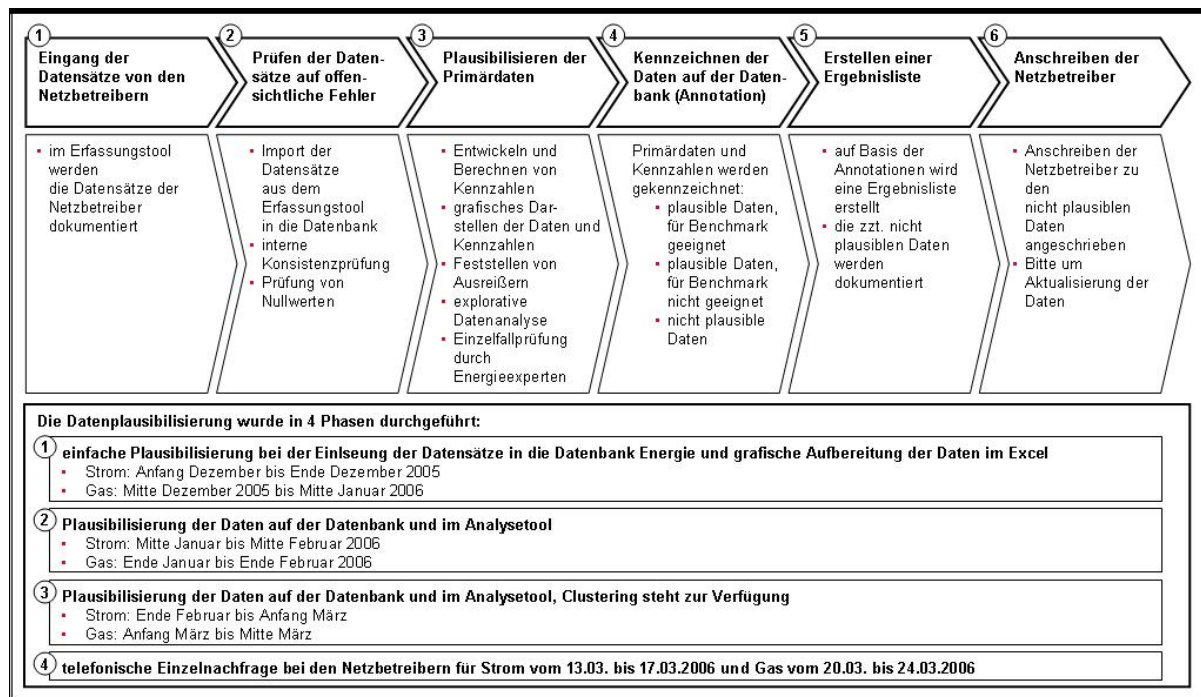 1
Eingang der
Datensätze von den
Netzbetreibern
2
Prüfen der Daten-
sätze auf offen-
sichtliche Fehler
3
Plausibilisieren der
Primärdaten
4
Kennzeichnen der
Daten auf der Daten-
bank (Annotation)
5
Erstellen einer
Ergebnisliste
6
Anschreiben der
Netzbetreiber
▪ im Erfassungstool
werden
die Datensätze der
Netzbetreiber
dokumentiert
▪ Import der
Datensätze
aus dem
Erfassungstool
in die Datenbank
▪ interne
Konsistenzprüfung
▪ Prüfung von
Nullwerten
▪ Entwickeln und
Berechnen von
Kennzahlen
▪ grafisches Dar-
stellen der Daten und
Kennzahlen
▪ Feststellen von
Ausreißern
▪ explorative
Datenanalyse
▪ Einzelfallprüfung
durch
Energieexperten
Primärdaten und
Kennzahlen werden
gekennzeichnet:
▪ plausible Daten,
für Benchmark
geeignet
▪ plausible Daten,
für Benchmark
nicht geeignet
▪ nicht plausible
Daten
▪ auf Basis der
Annotationen wird
eine Ergebnisliste
erstellt
▪ die zzt. nicht
plausiblen Daten
werden
dokumentiert
▪ Anschreiben der
Netzbetreiber zu
den
nicht plausiblen
Daten
angeschrieben
▪ Bitte um
Aktualisierung der
Daten
Die Datenplausibilisierung wurde in 4 Phasen durchgeführt:
1 einfache Plausibilisierung bei der Einlseung der Datensätze in die Datenbank Energie und grafische Aufbereitung der Daten im Excel
▪ Strom: Anfang Dezember bis Ende Dezember 2005
▪ Gas: Mitte Dezember 2005 bis Mitte Januar 2006
2 Plausibilisierung der Daten auf der Datenbank und im Analysetool
▪ Strom: Mitte Januar bis Mitte Februar 2006
▪ Gas: Ende Januar bis Ende Februar 2006
3 Plausibilisierung der Daten auf der Datenbank und im Analysetool, Clustering steht zur Verfügung
▪ Strom: Ende Februar bis Anfang März
▪ Gas: Anfang März bis Mitte März
4 telefonische Einzelnachfrage bei den Netzbetreibern für Strom vom 13.03. bis 17.03.2006 und Gas vom 20.03. bis 24.03.2006